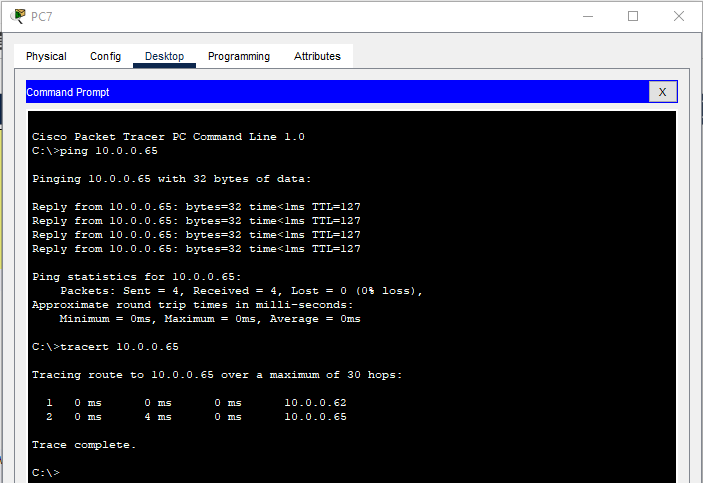 PC7
Physical Config Desktop Programming Attributes
Command Prompt X
Cisco Packet Tracer PC Command Line 1.0
C:\>ping 10.0.0.65
Pinging 10.0.0.65 with 32 bytes of data:
Reply from 10.0.0.65: bytes=32 time<1ms TTL=127
Reply from 10.0.0.65: bytes=32 time<1ms TTL=127
Reply from 10.0.0.65: bytes=32 time<1ms TTL=127
Reply from 10.0.0.65: bytes=32 time<1ms TTL=127
Ping statistics for 10.0.0.65:
Packets: Sent = 4, Received = 4, Lost = 0 (0% loss),
Approximate round trip times in milli-seconds:
Minimum = 0ms, Maximum = 0ms, Average = 0ms
C:\>tracert 10.0.0.65
Tracing route to 10.0.0.65 over a maximum of 30 hops:
1 0 ms 0 ms 0 ms 10.0.0.62
2 0 ms 4 ms 0 ms 10.0.0.65
Trace complete.
C:\>